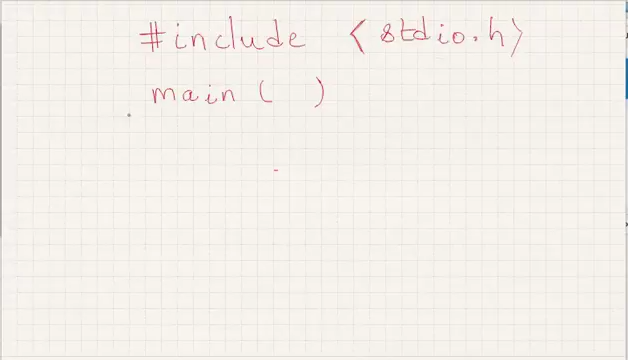 #include <stdio.h>
main ( )